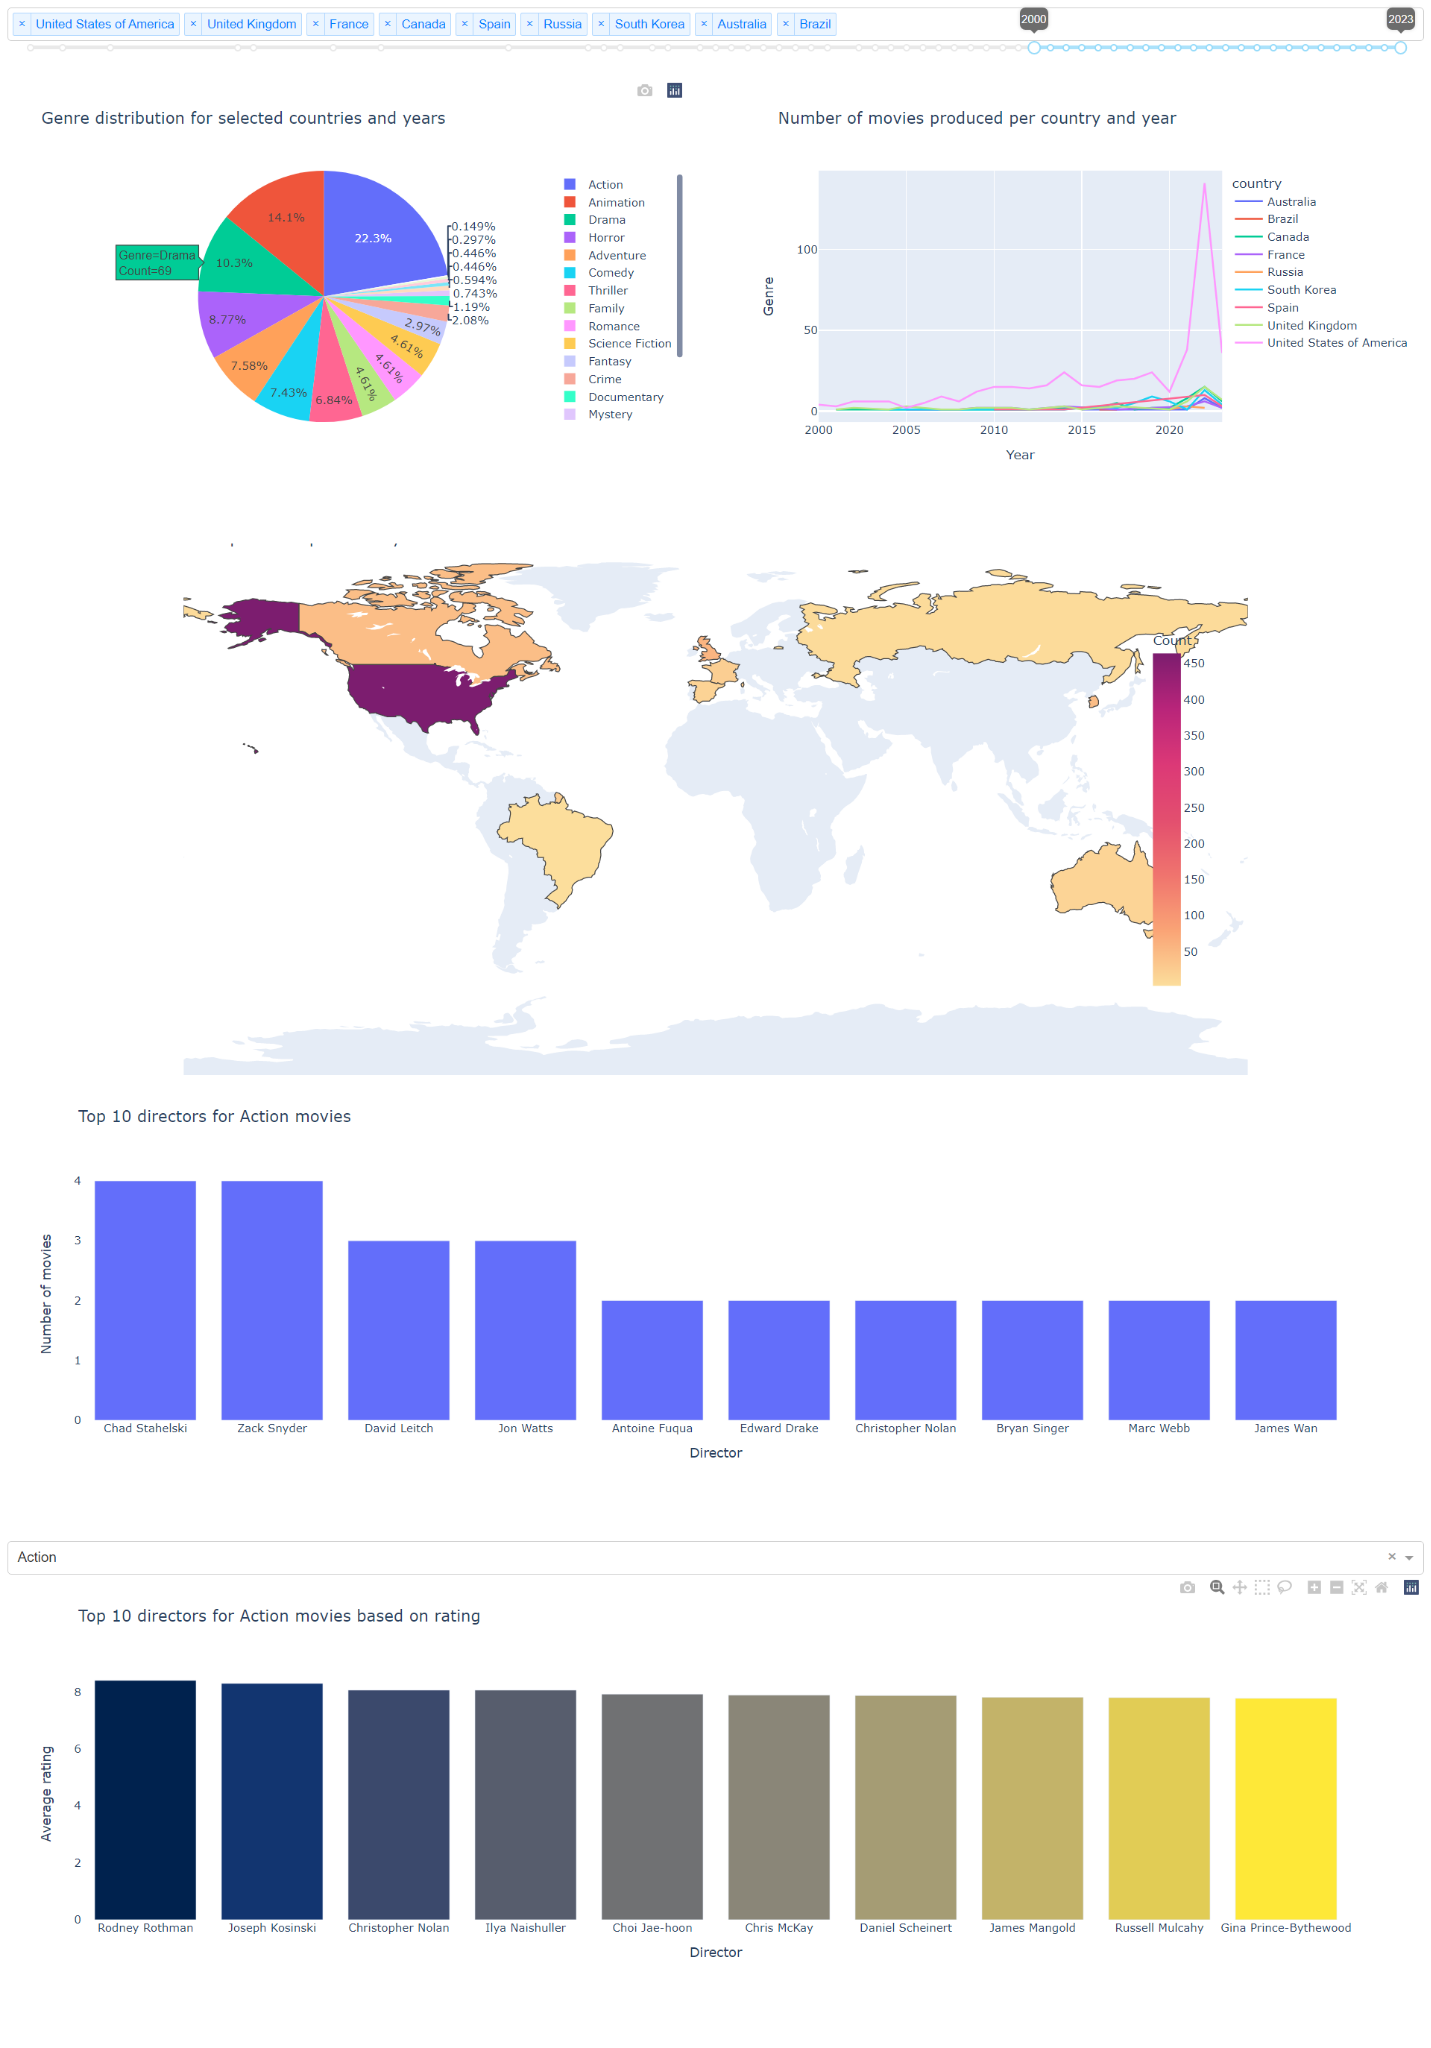 × United States of America × United Kingdom × France × Canada × Spain × Russia × South Korea × Australia × Brazil
2000 2023
Genre distribution for selected countries and years
22.3%
14.1%
10.3%
8.77%
7.58%
7.43%
6.84%
4.61%
4.61%
4.61%
2.97%
0.149%
0.297%
0.446%
0.446%
0.594%
0.743%
1.19%
2.08%
Genre=Drama
Count=69
Action
Animation
Drama
Horror
Adventure
Comedy
Thriller
Family
Romance
Science Fiction
Fantasy
Crime
Documentary
Mystery
Number of movies produced per country and year
Genre
100
50
0
2000 2005 2010 2015 2020
Year
country
Australia
Brazil
Canada
France
Russia
South Korea
Spain
United Kingdom
United States of America
Count
450
400
350
300
250
200
150
100
50
Top 10 directors for Action movies
Number of movies
4
3
2
1
0
Chad Stahelski Zack Snyder David Leitch Jon Watts Antoine Fuqua Edward Drake Christopher Nolan Bryan Singer Marc Webb James Wan
Director
Action ×
Top 10 directors for Action movies based on rating
Average rating
8
6
4
2
0
Rodney Rothman Joseph Kosinski Christopher Nolan Ilya Naishuller Choi Jae-hoon Chris McKay Daniel Scheinert James Mangold Russell Mulcahy Gina Prince-Bythewood
Director